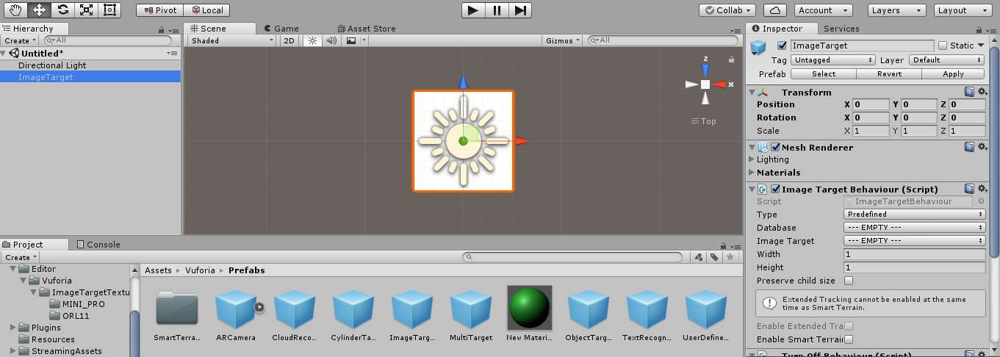 Pivot Local Collab Account Layers Layout
Hierarchy
Create All
Untitled*
Directional Light
ImageTarget
Scene Game Asset Store
Shaded 2D Gizmos All
z
x
Top
Inspector Services
ImageTarget Static
Tag Untagged Layer Default
Prefab Select Revert Apply
Transform
Position X 0 Y 0 Z 0
Rotation X 0 Y 0 Z 0
Scale X 1 Y 1 Z 1
Mesh Renderer
Lighting
Materials
Image Target Behaviour (Script)
Script ImageTargetBehaviour
Type Predefined
Database --- EMPTY ---
Image Target --- EMPTY ---
Width 1
Height 1
Preserve child size
Extended Tracking cannot be enabled at the same
time as Smart Terrain.
Enable Extended Tra
Enable Smart Terrain
Turn Off Behaviour (Script)
Project Console
Create
Editor
Vuforia
ImageTargetTextu
MINI_PRO
ORL11
Plugins
Resources
StreamingAssets
Assets Vuforia Prefabs
SmartTerra... ARCamera CloudReco... CylinderTa... ImageTarg... MultiTarget New Materi... ObjectTarg... TextRecogn... UserDefine...